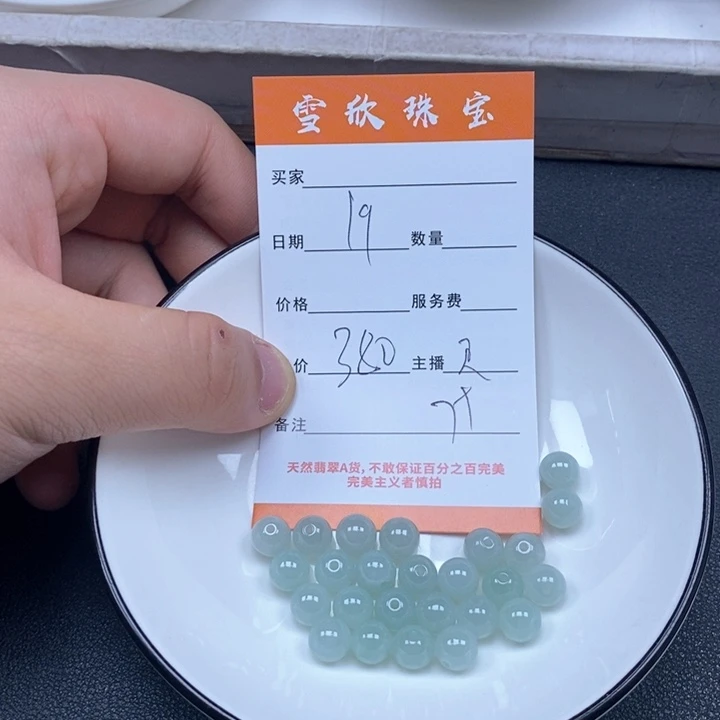 雪欣珠宝
买家
日期 19 数量
价格 服务费
价 380 主播
备注
天然翡翠A货,不敢保证百分之百完美
完美主义者慎拍